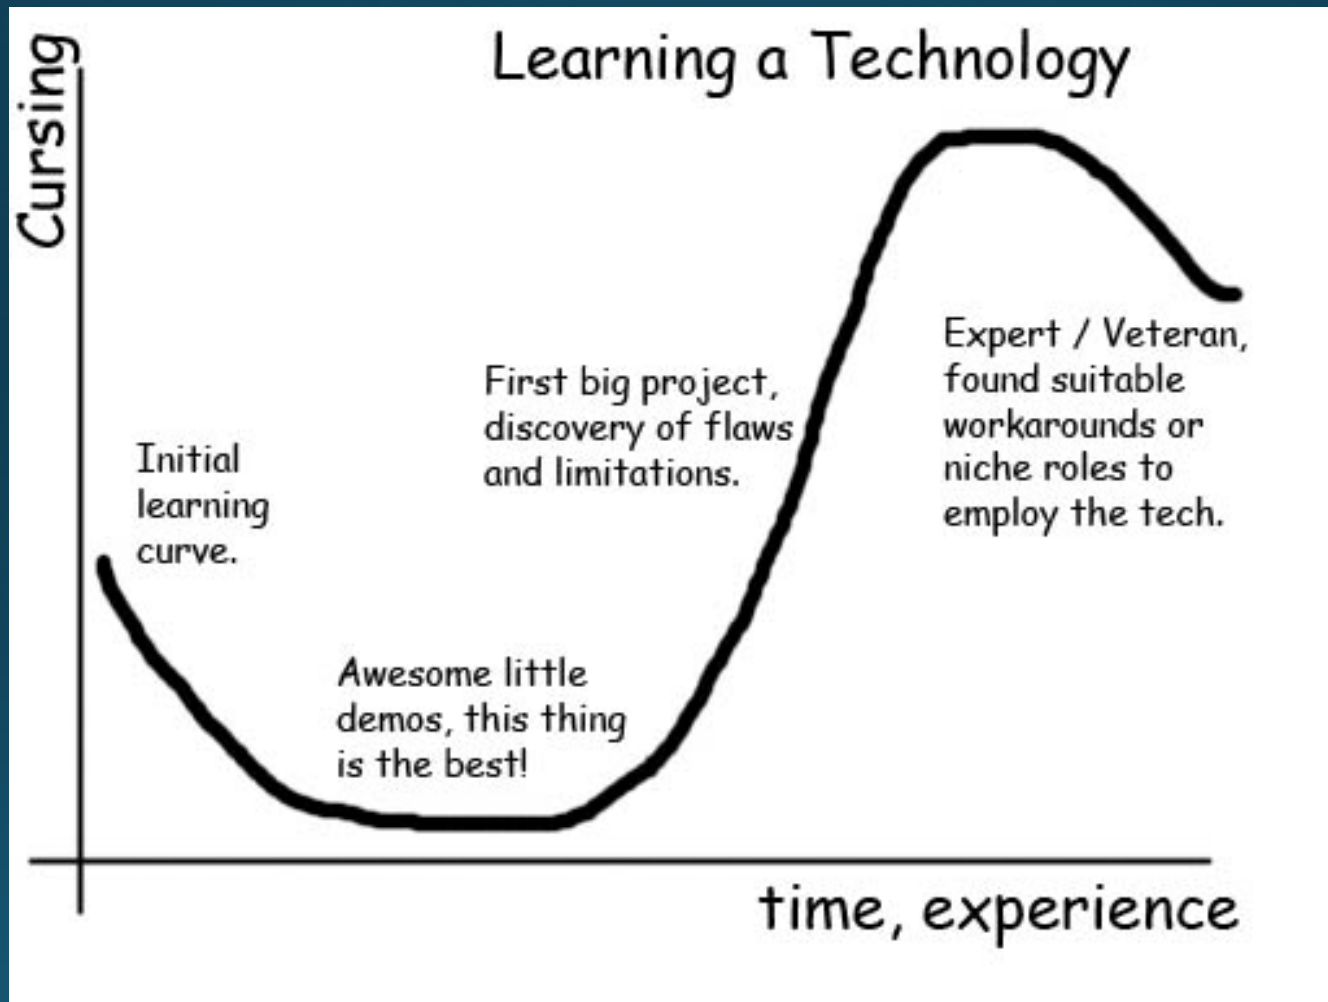 Learning a Technology
Cursing
Initial
learning
curve.
Awesome little
demos, this thing
is the best!
First big project,
discovery of flaws
and limitations.
Expert / Veteran,
found suitable
workarounds or
niche roles to
employ the tech.
time, experience